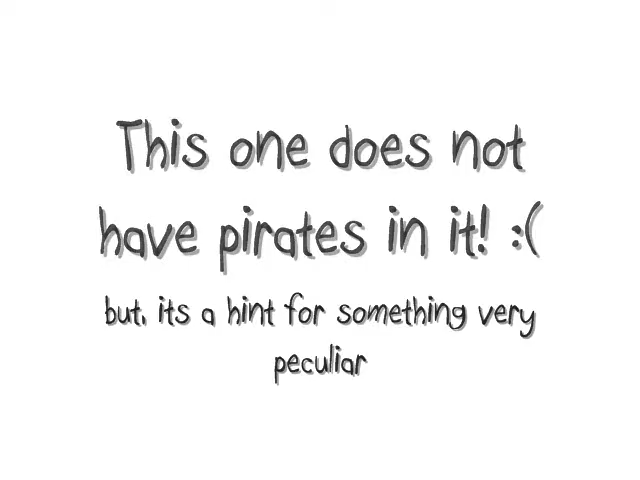 This one does not
have pirates in it! :(
but, its a hint for something very
peculiar